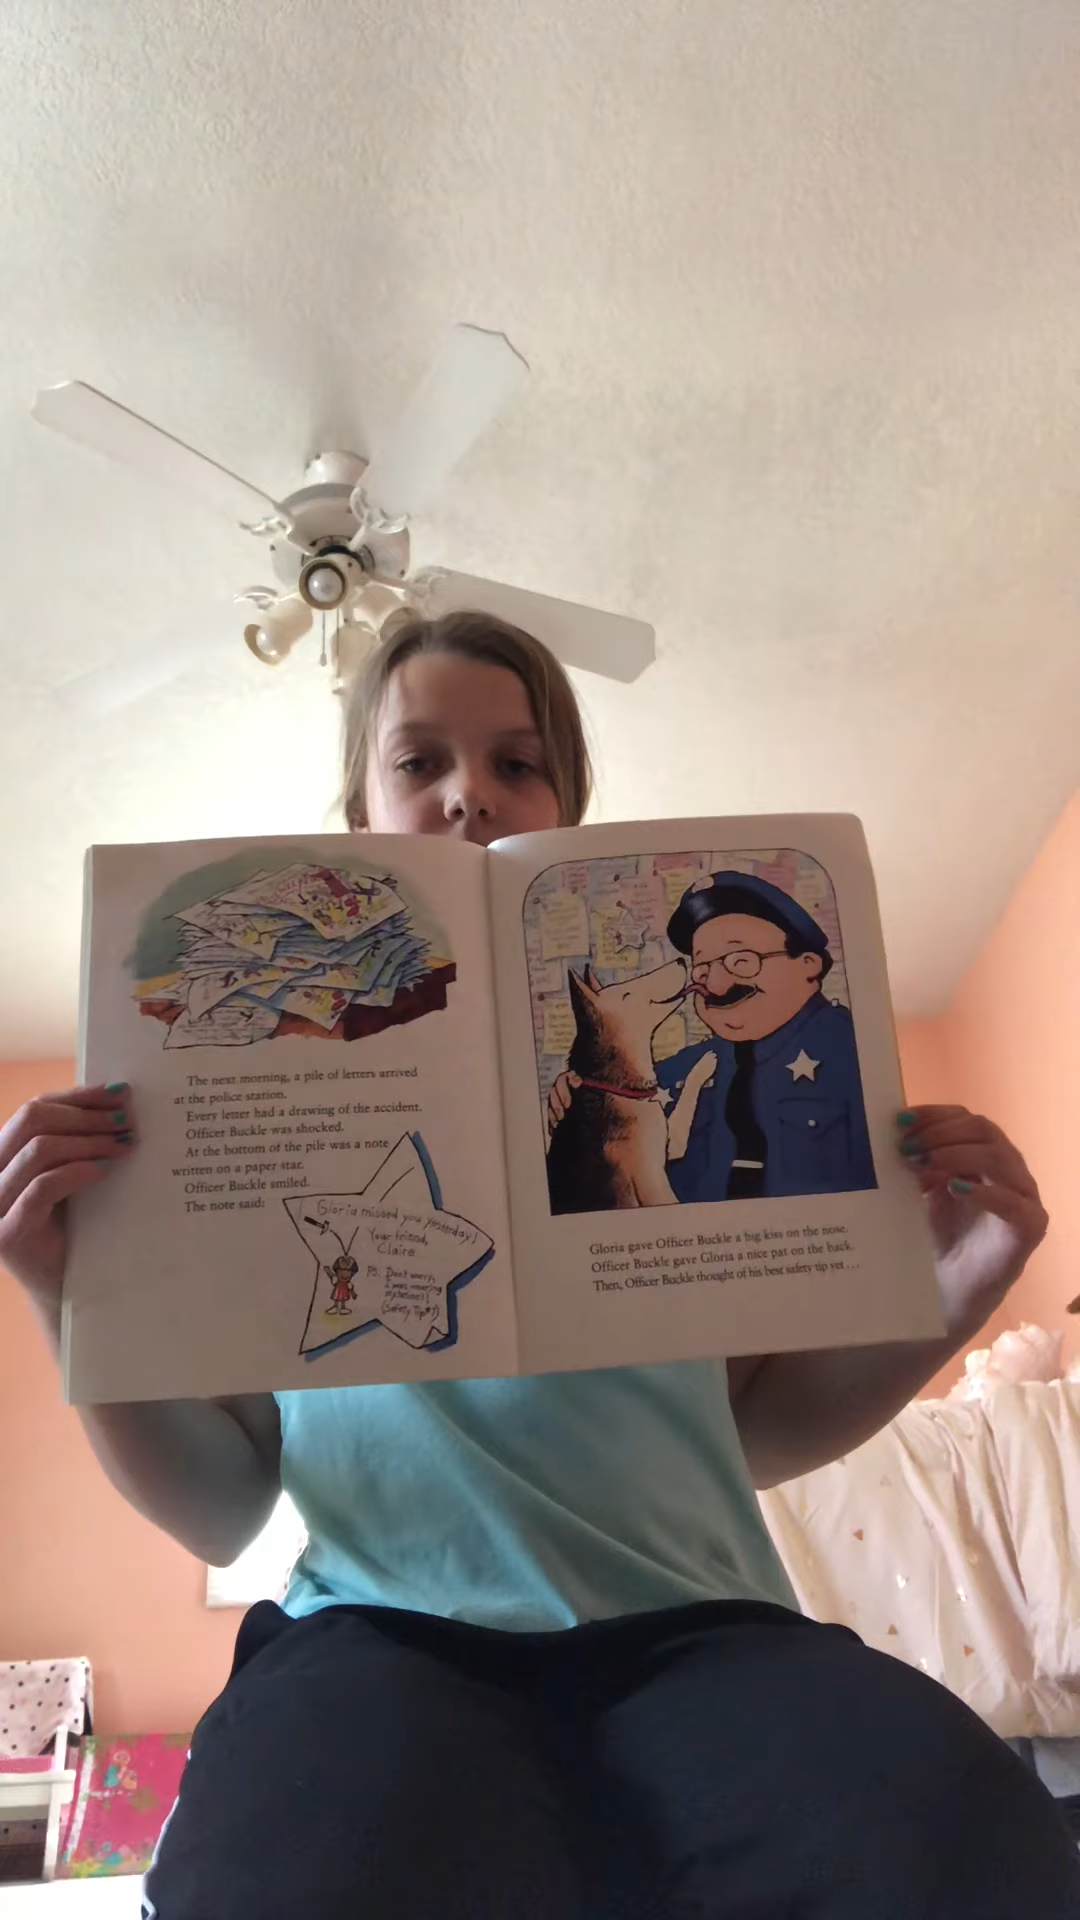 The next morning, a pile of letters arrived
at the police station.
Every letter had a drawing of the accident.
Officer Buckle was shocked.
At the bottom of the pile was a note
written on a paper star.
Officer Buckle smiled.
The note said:
Gloria missed you yesterday!
Your friend,
Claire
P.S. Don't worry,
I was wearing
my helmet!
(Safety Tip #7)
Gloria gave Officer Buckle a big kiss on the nose.
Officer Buckle gave Gloria a nice pat on the back.
Then, Officer Buckle thought of his best safety tip yet ...